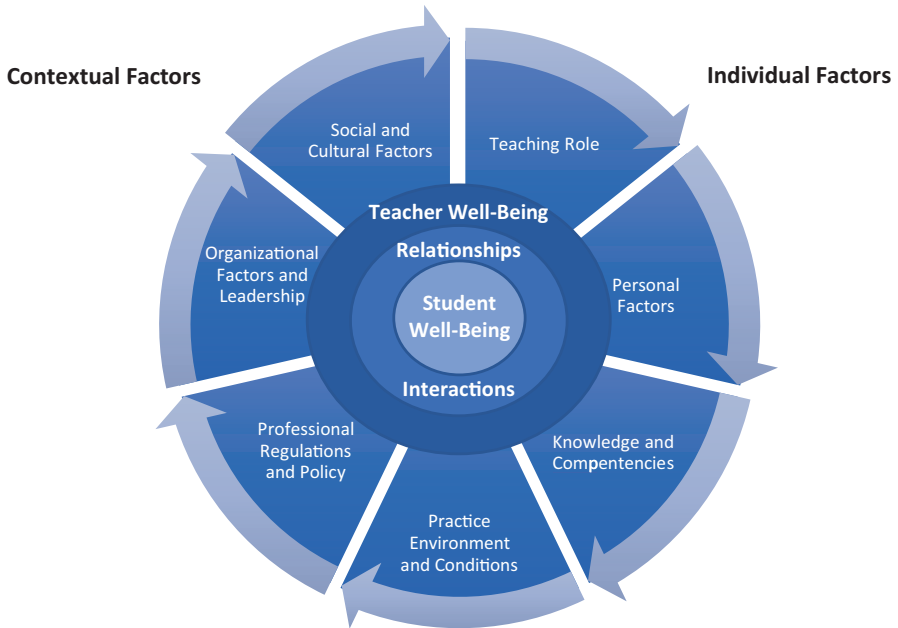 Contextual Factors
Individual Factors
Social and
Cultural Factors
Teaching Role
Organizational
Factors and
Leadership
Teacher Well-Being
Relationships
Student
Well-Being
Interactions
Personal
Factors
Professional
Regulations
and Policy
Knowledge and
Compentencies
Practice
Environment
and Conditions